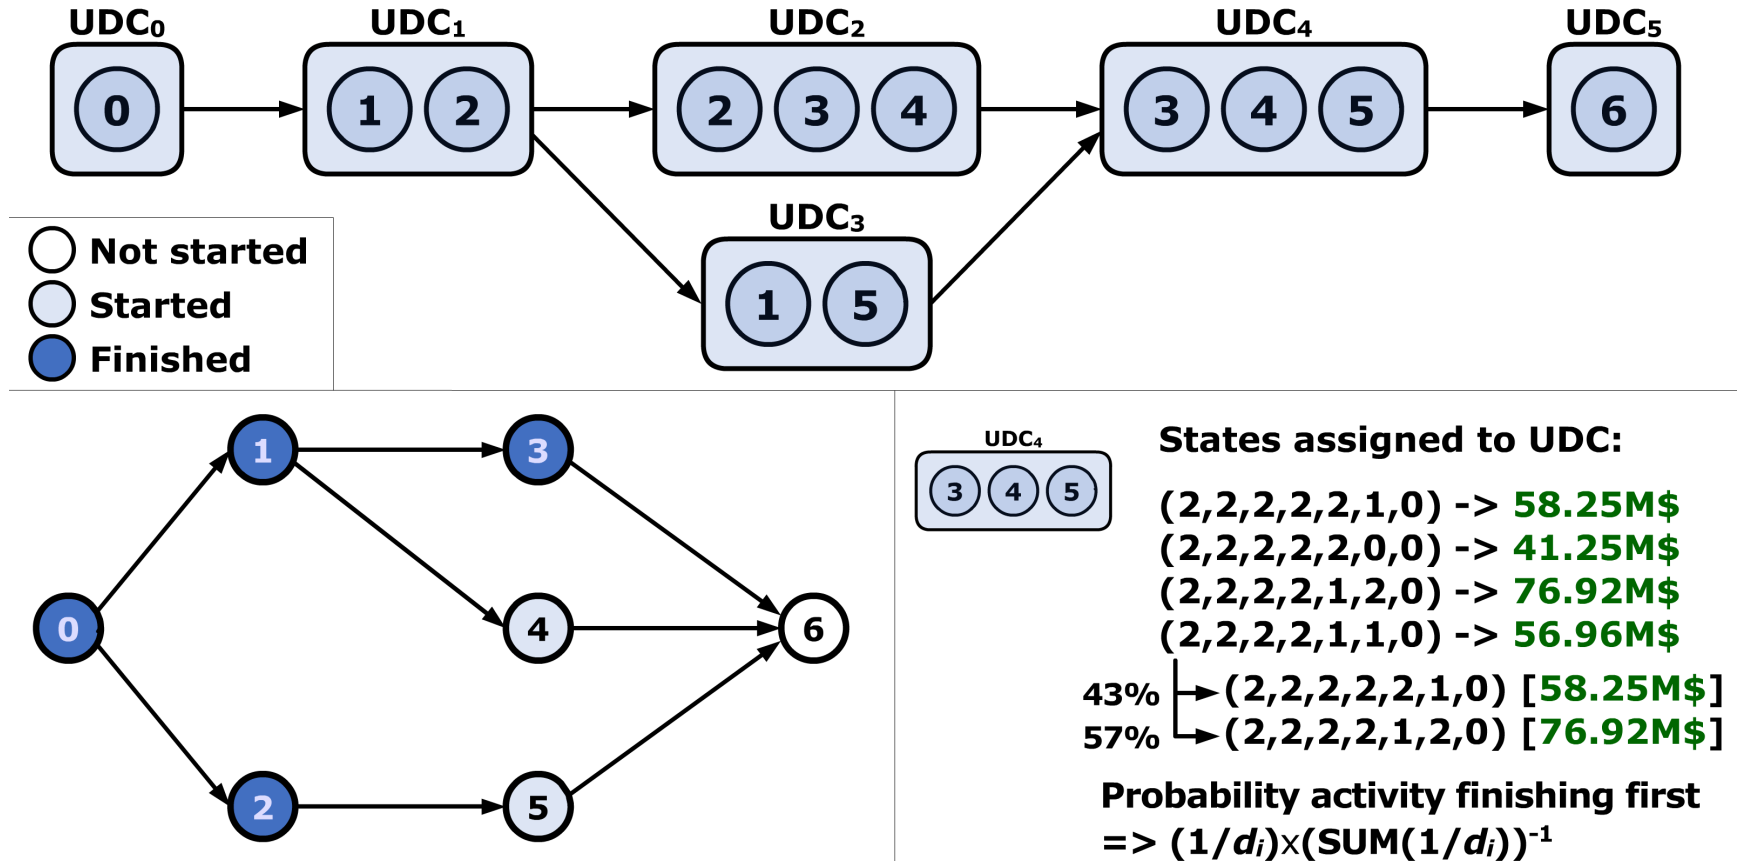 UDC₀
UDC₁
UDC₂
UDC₄
UDC₅
0
1 2
2 3 4
3 4 5
6
UDC₃
1 5
Not started
Started
Finished
1
3
0
4
6
2
5
UDC₄
3 4 5
States assigned to UDC:
(2,2,2,2,2,1,0) -> 58.25M$
(2,2,2,2,2,0,0) -> 41.25M$
(2,2,2,2,1,2,0) -> 76.92M$
(2,2,2,2,1,1,0) -> 56.96M$
43% (2,2,2,2,2,1,0) [58.25M$]
57% (2,2,2,2,1,2,0) [76.92M$]
Probability activity finishing first
=> (1/dᵢ)x(SUM(1/dᵢ))⁻¹